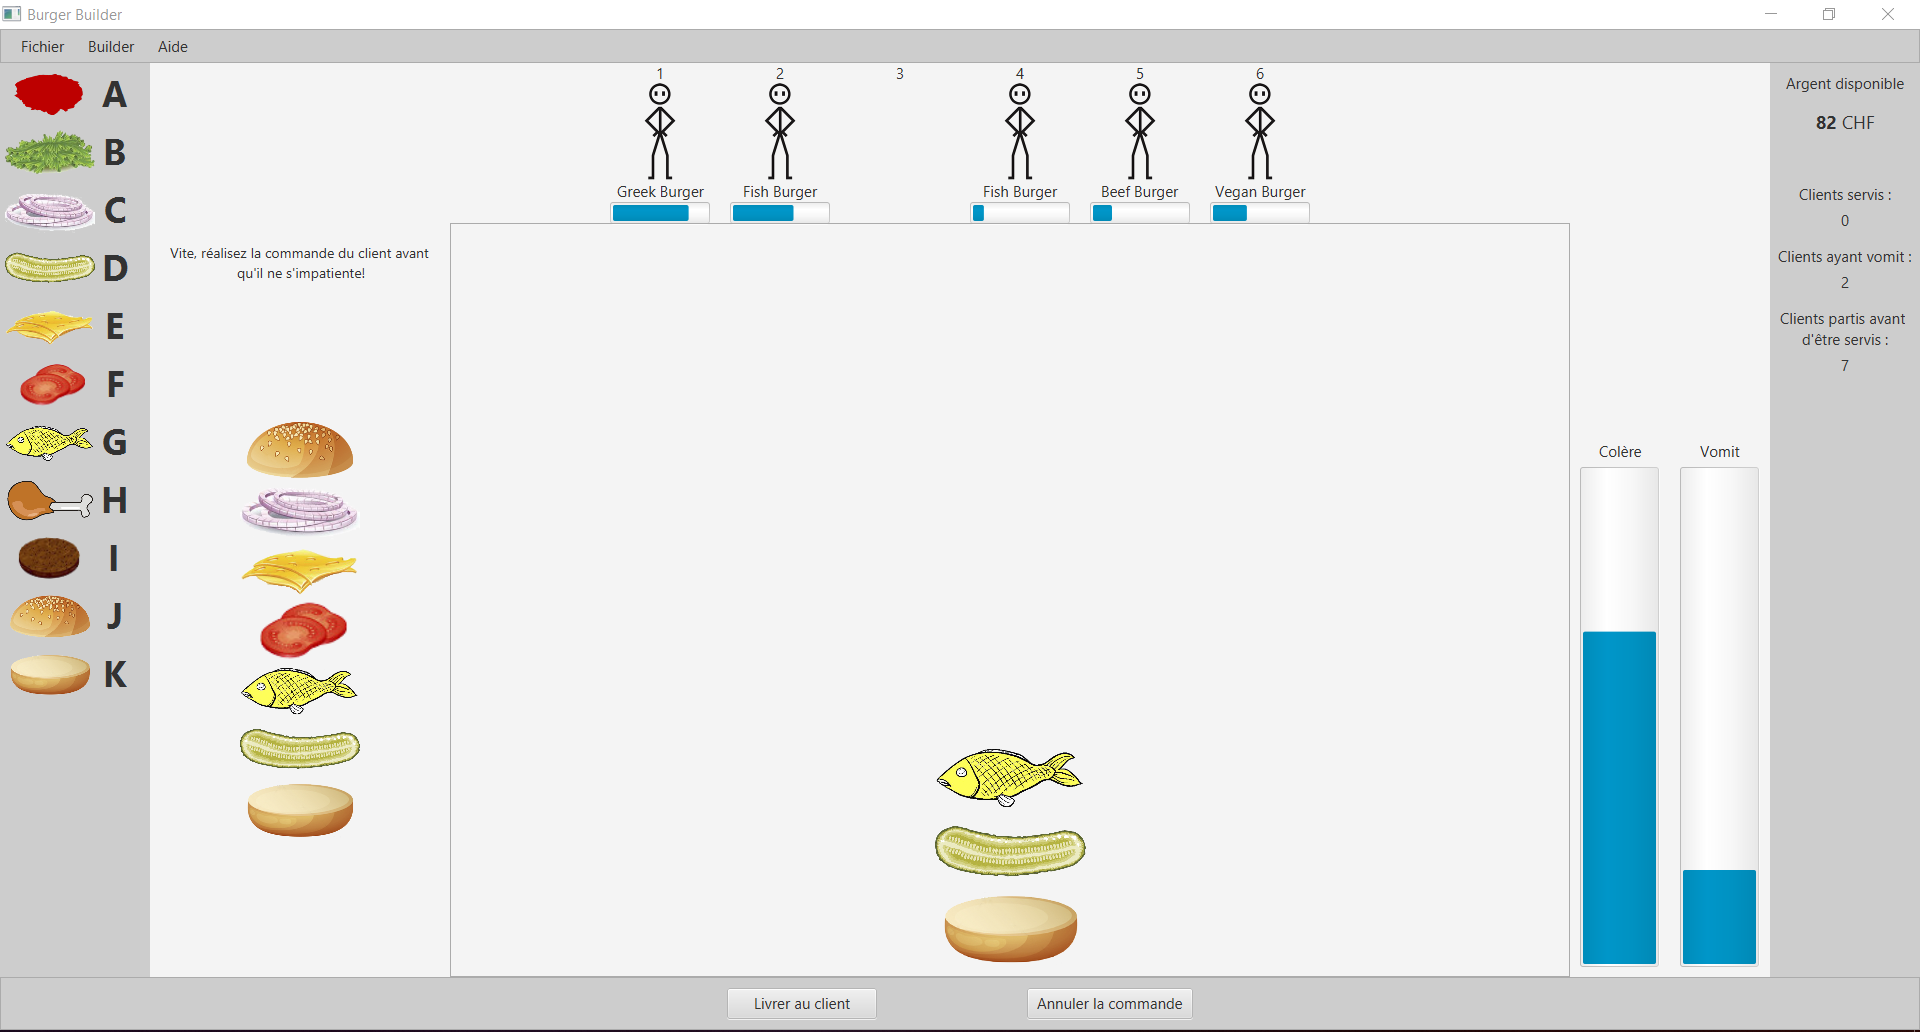 Burger Builder
Fichier Builder Aide
A
B
C
D
E
F
G
H
I
J
K
1 2 3 4 5 6
Greek Burger Fish Burger Fish Burger Beef Burger Vegan Burger
Vite, réalisez la commande du client avant
qu'il ne s'impatiente!
Colère Vomit
Argent disponible
82 CHF
Clients servis :
0
Clients ayant vomit :
2
Clients partis avant
d'être servis :
7
Livrer au client Annuler la commande